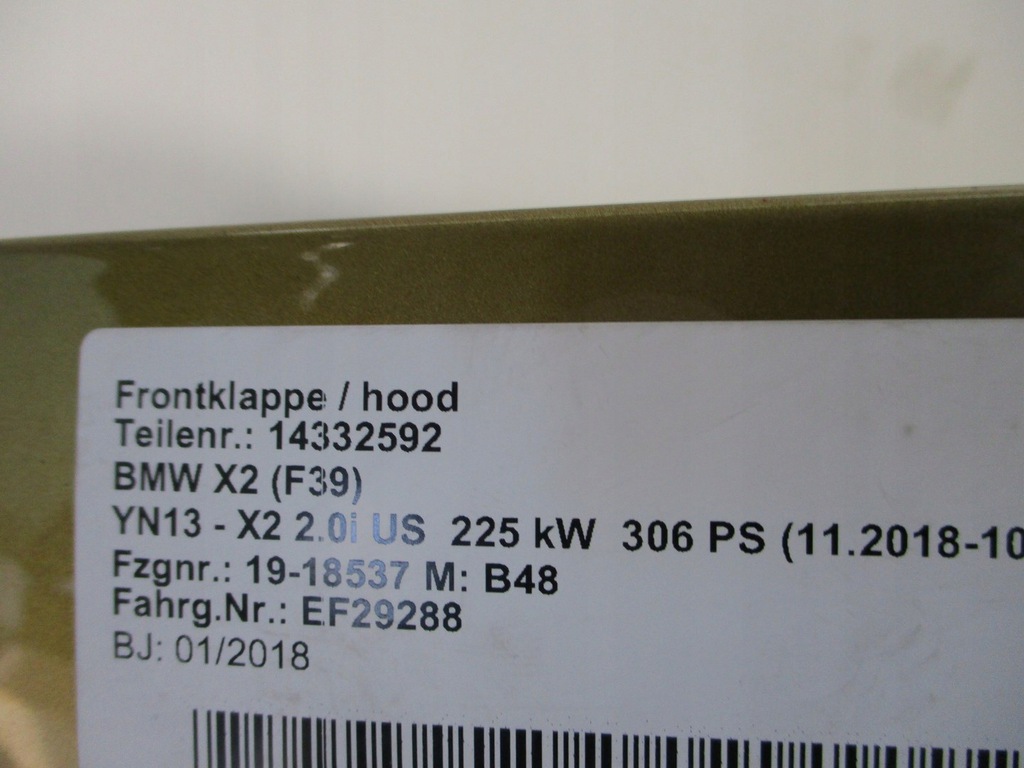 Frontklappe / hood
Teilenr.: 14332592
BMW X2 (F39)
YN13 - X2 2.0i US 225 kW 306 PS (11.2018-10
Fzgnr.: 19-18537 M: B48
Fahrg.Nr.: EF29288
BJ: 01/2018